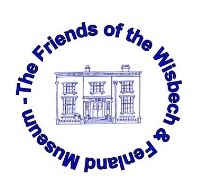 The Friends of the Wisbech & Fenland Museum -